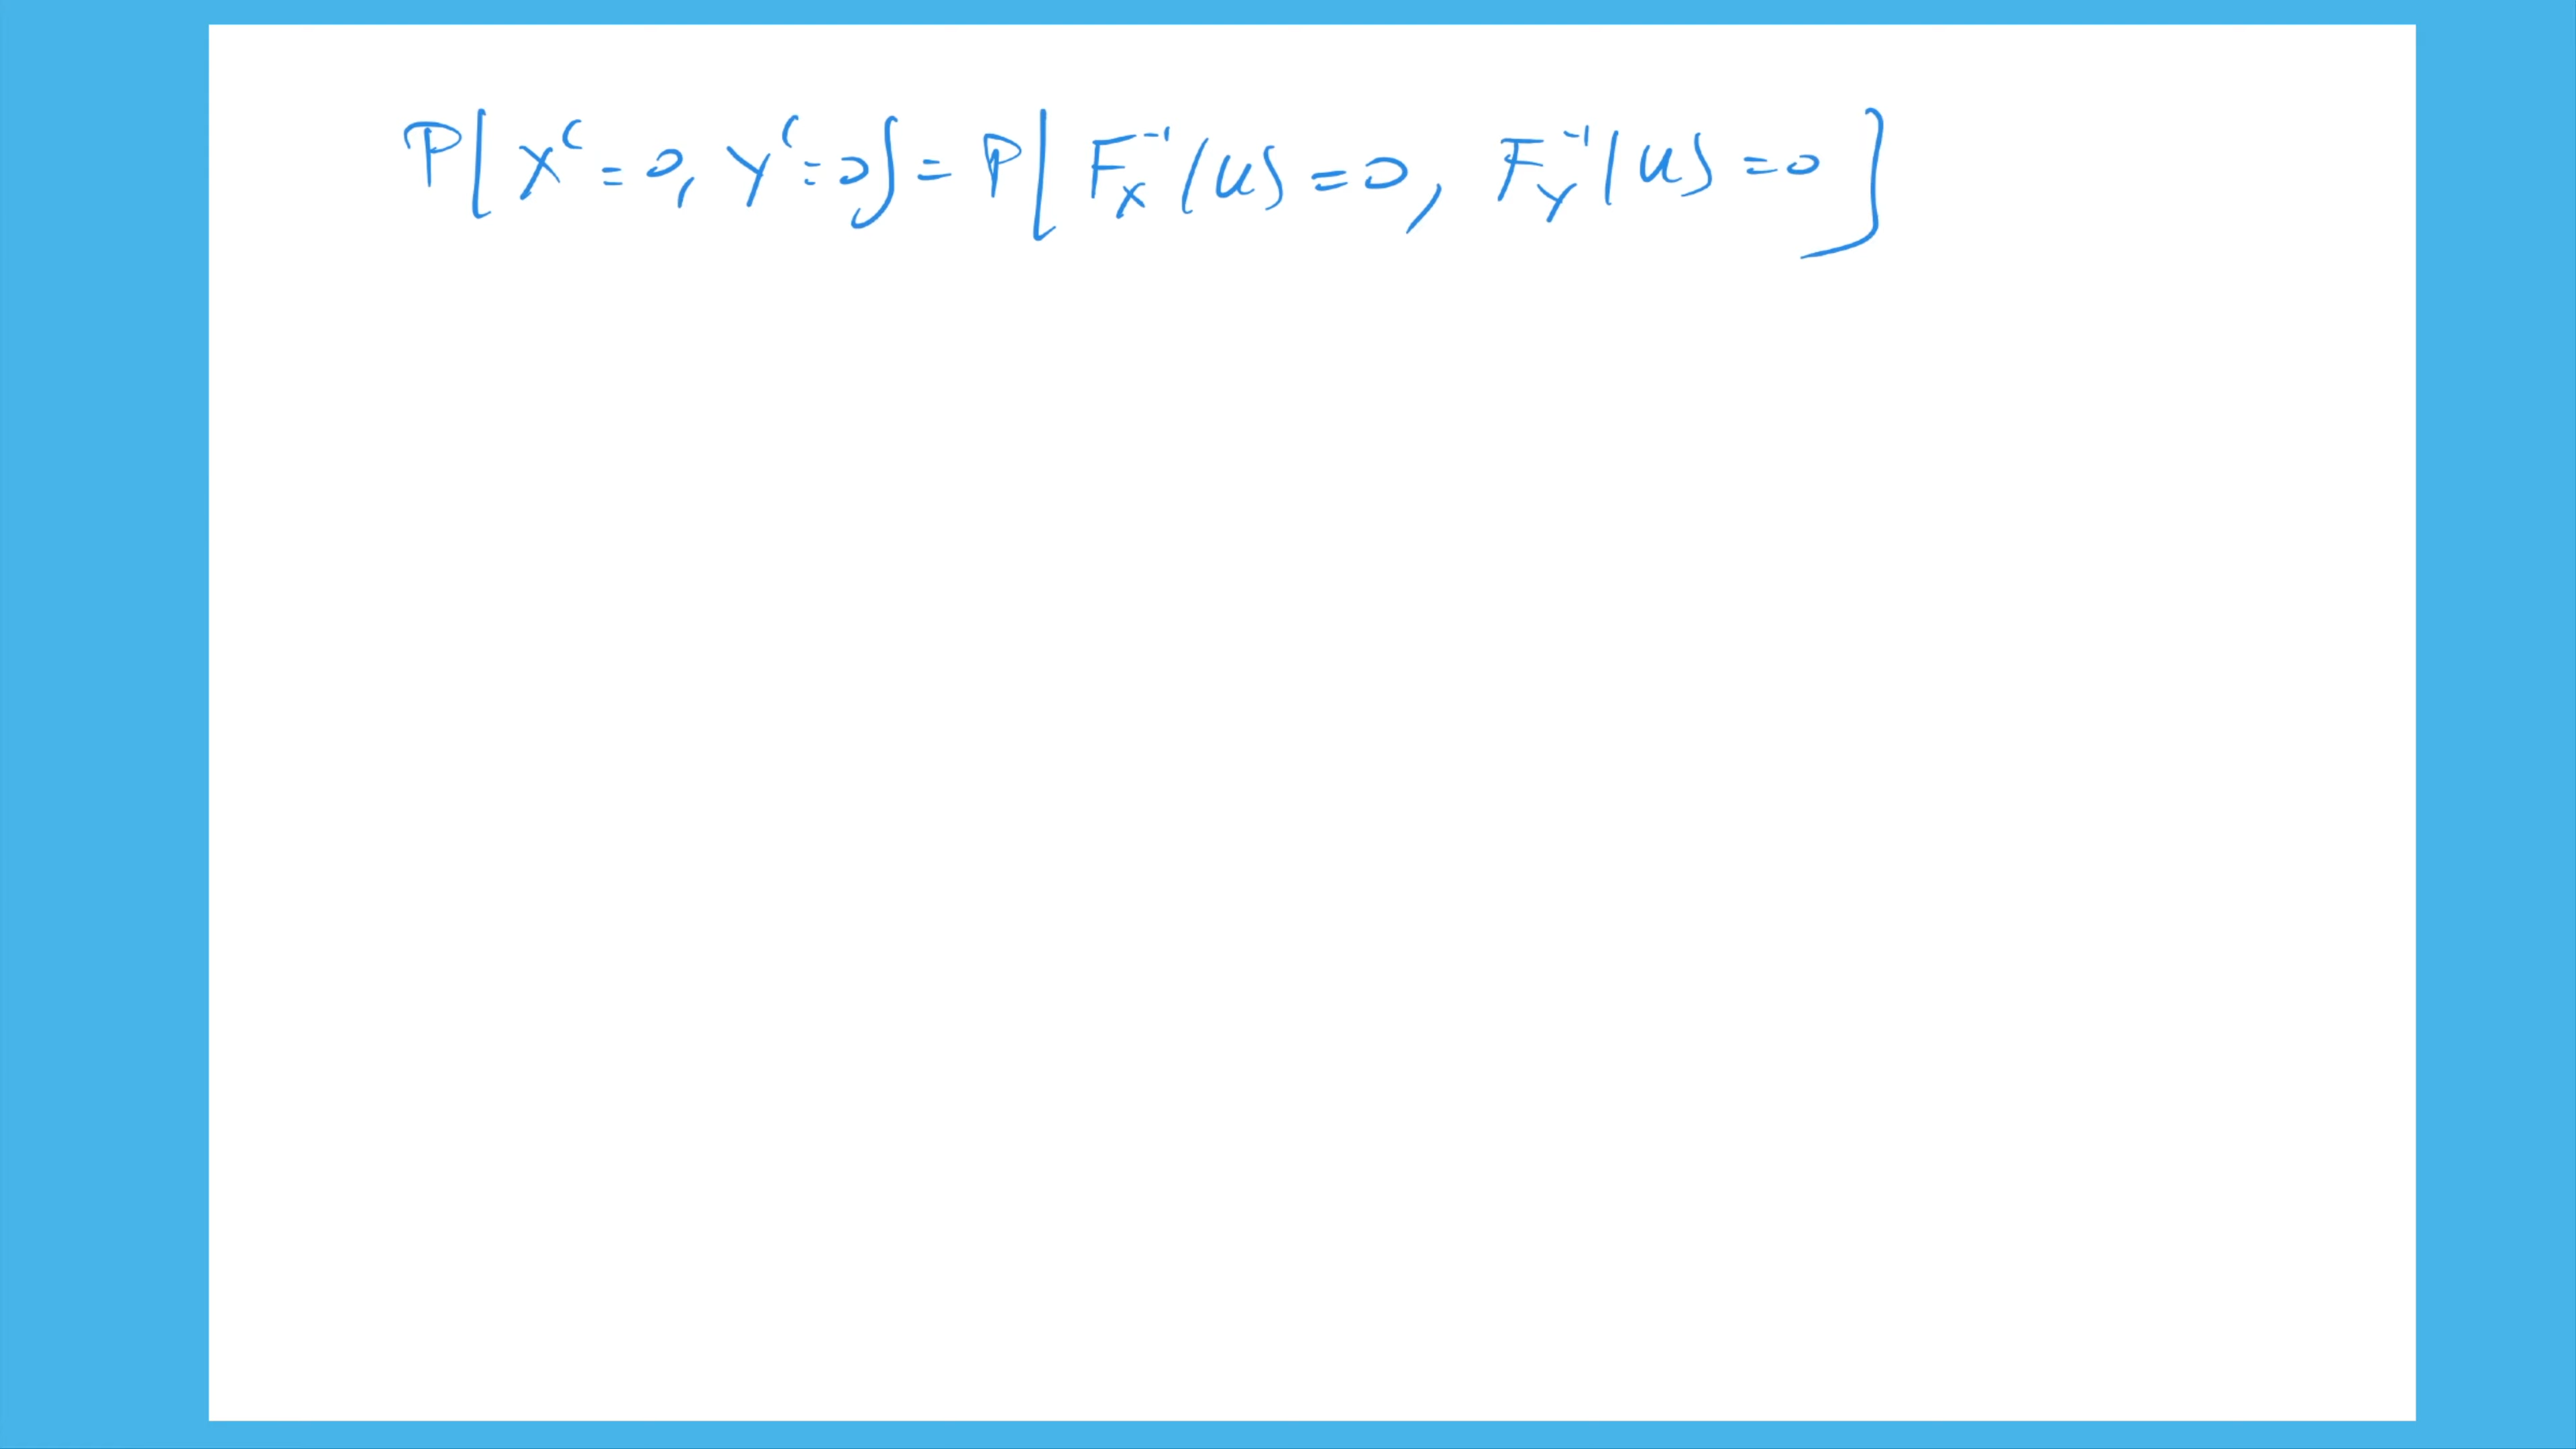 P[X^c = 0, Y^c = 0] = P[F_X^{-1}(U) = 0, F_Y^{-1}(U) = 0]